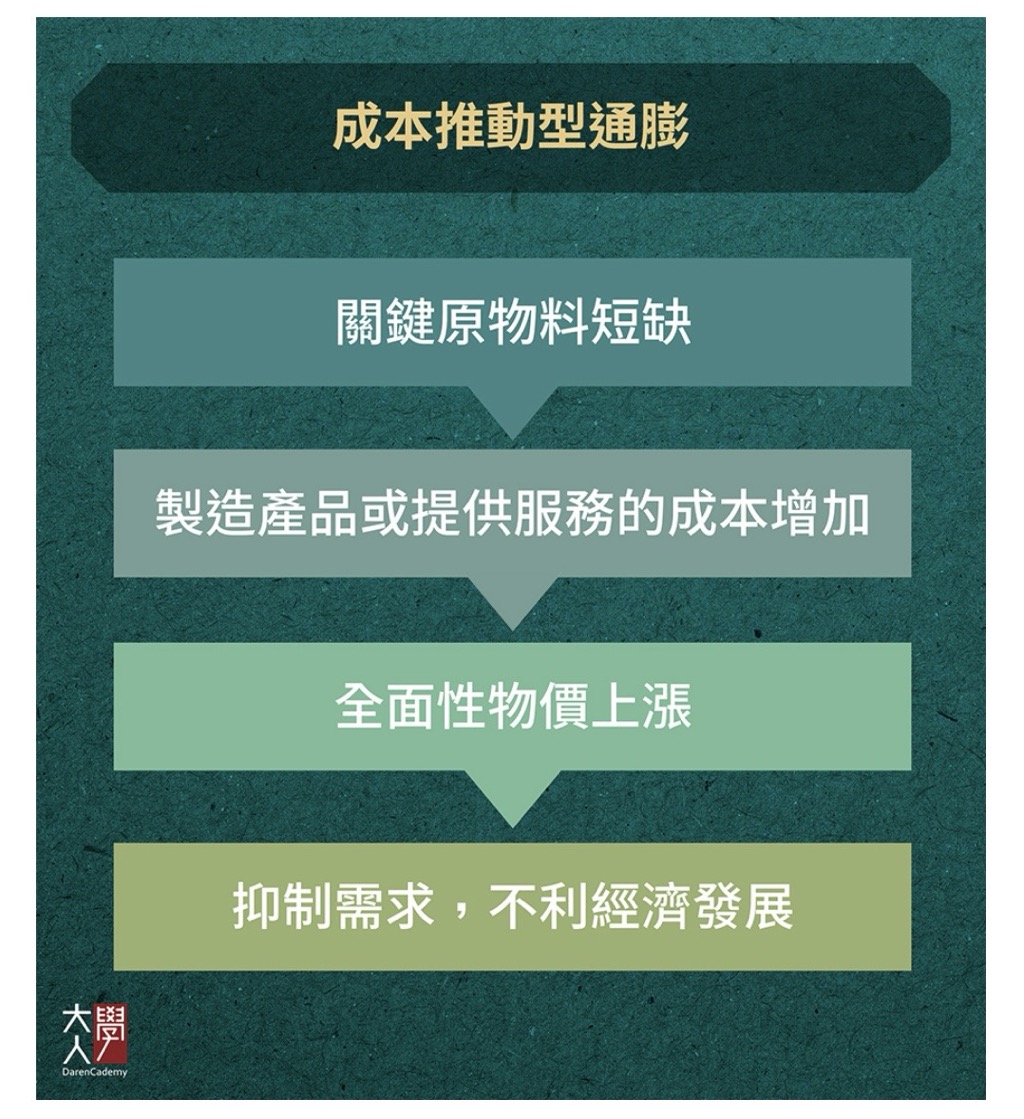 成本推動型通膨
關鍵原物料短缺
製造產品或提供服務的成本增加
全面性物價上漲
抑制需求，不利經濟發展
大人學
DarenCademy